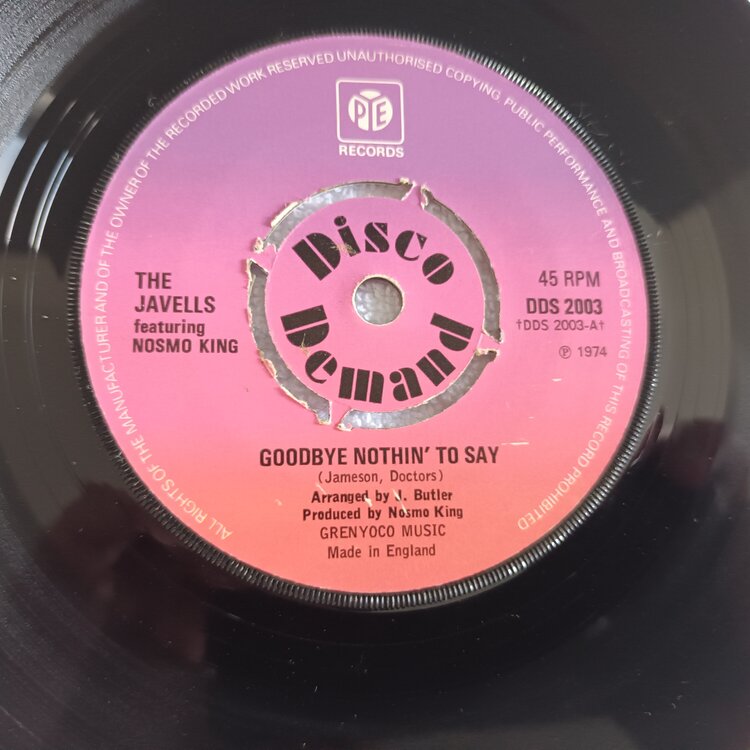 ALL RIGHTS OF THE MANUFACTURER AND OF THE OWNER OF THE RECORDED WORK RESERVED UNAUTHORISED COPYING, PUBLIC PERFORMANCE AND BROADCASTING OF THIS RECORD PROHIBITED
PYE
RECORDS
Disco
Demand
THE
JAVELLS
featuring
NOSMO KING
45 RPM
DDS 2003
†DDS 2003-A†
℗ 1974
GOODBYE NOTHIN' TO SAY
(Jameson, Doctors)
Arranged by J. Butler
Produced by Nosmo King
GRENYOCO MUSIC
Made in England